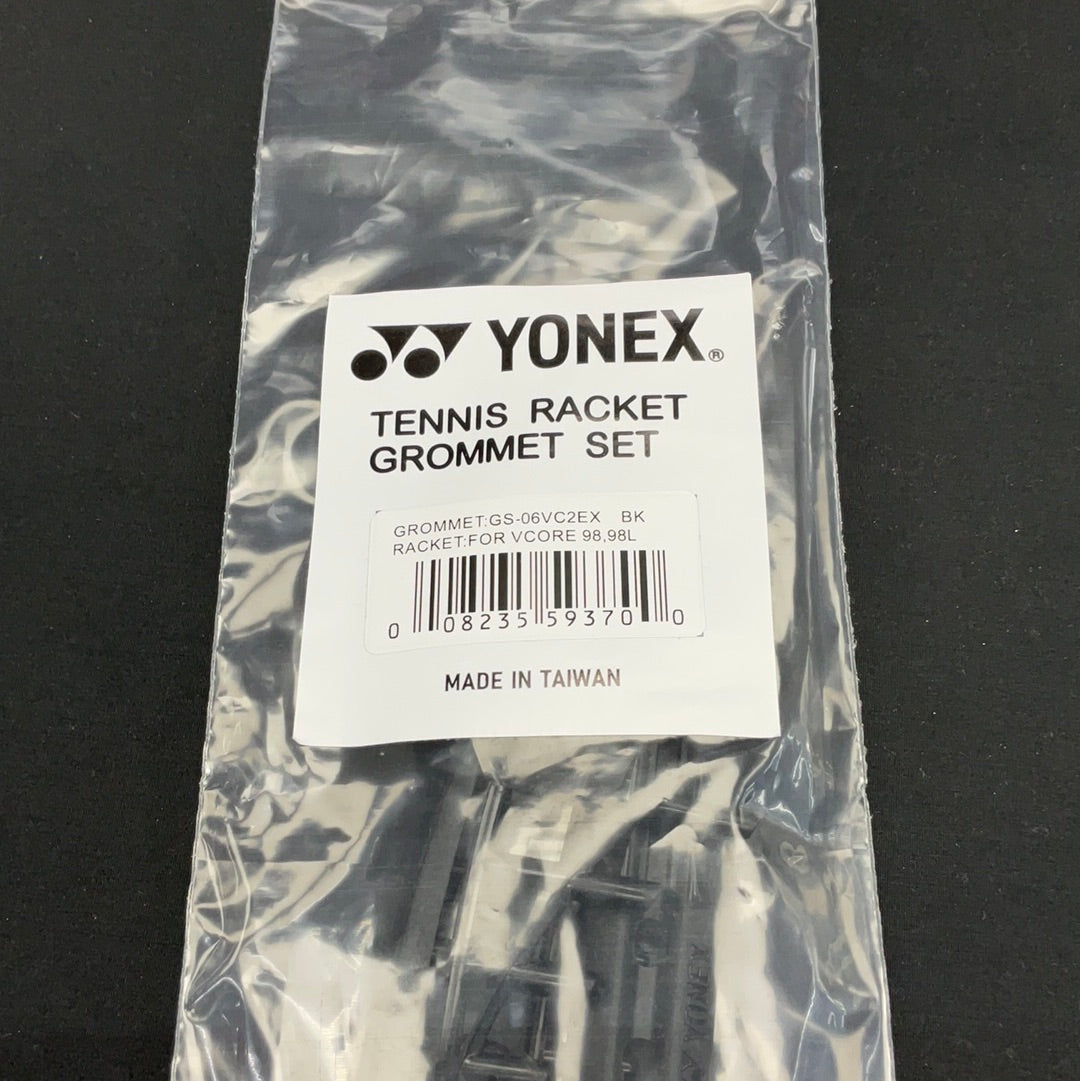 YONEX®
TENNIS RACKET
GROMMET SET
GROMMET:GS-06VC2EX BK
RACKET:FOR VCORE 98,98L
0 08235 59370 0
MADE IN TAIWAN
YONEX